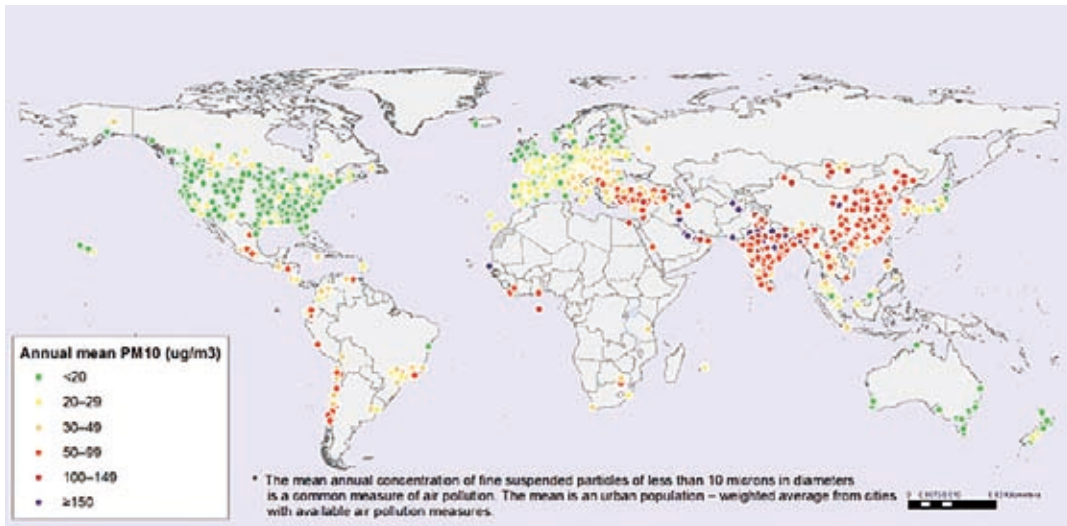 Annual mean PM10 (ug/m3)
<20
20–29
30–49
50–99
100–149
≥150
* The mean annual concentration of fine suspended particles of less than 10 microns in diameters
is a common measure of air pollution. The mean is an urban population – weighted average from cities
with available air pollution measures.